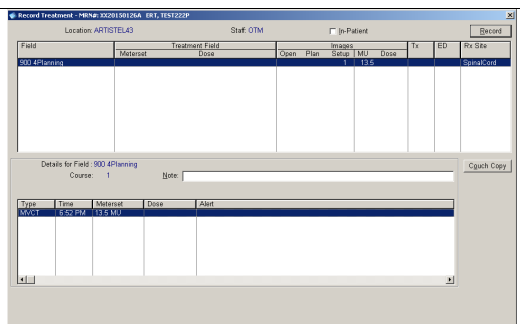 Record Treatment - MRN#: XX20150126A ERT, TEST222P
Location: ARTISTEL43 Staff: OTM In-Patient Record
Field Treatment Field Images Tx ED Rx Site
Meterset Dose Open Plan Setup MU Dose
900 4Planning 1 13.5 SpinalCord
Details for Field : 900 4Planning Couch Copy
Course: 1 Note:
Type Time Meterset Dose Alert
MVCT 6:52 PM 13.5 MU